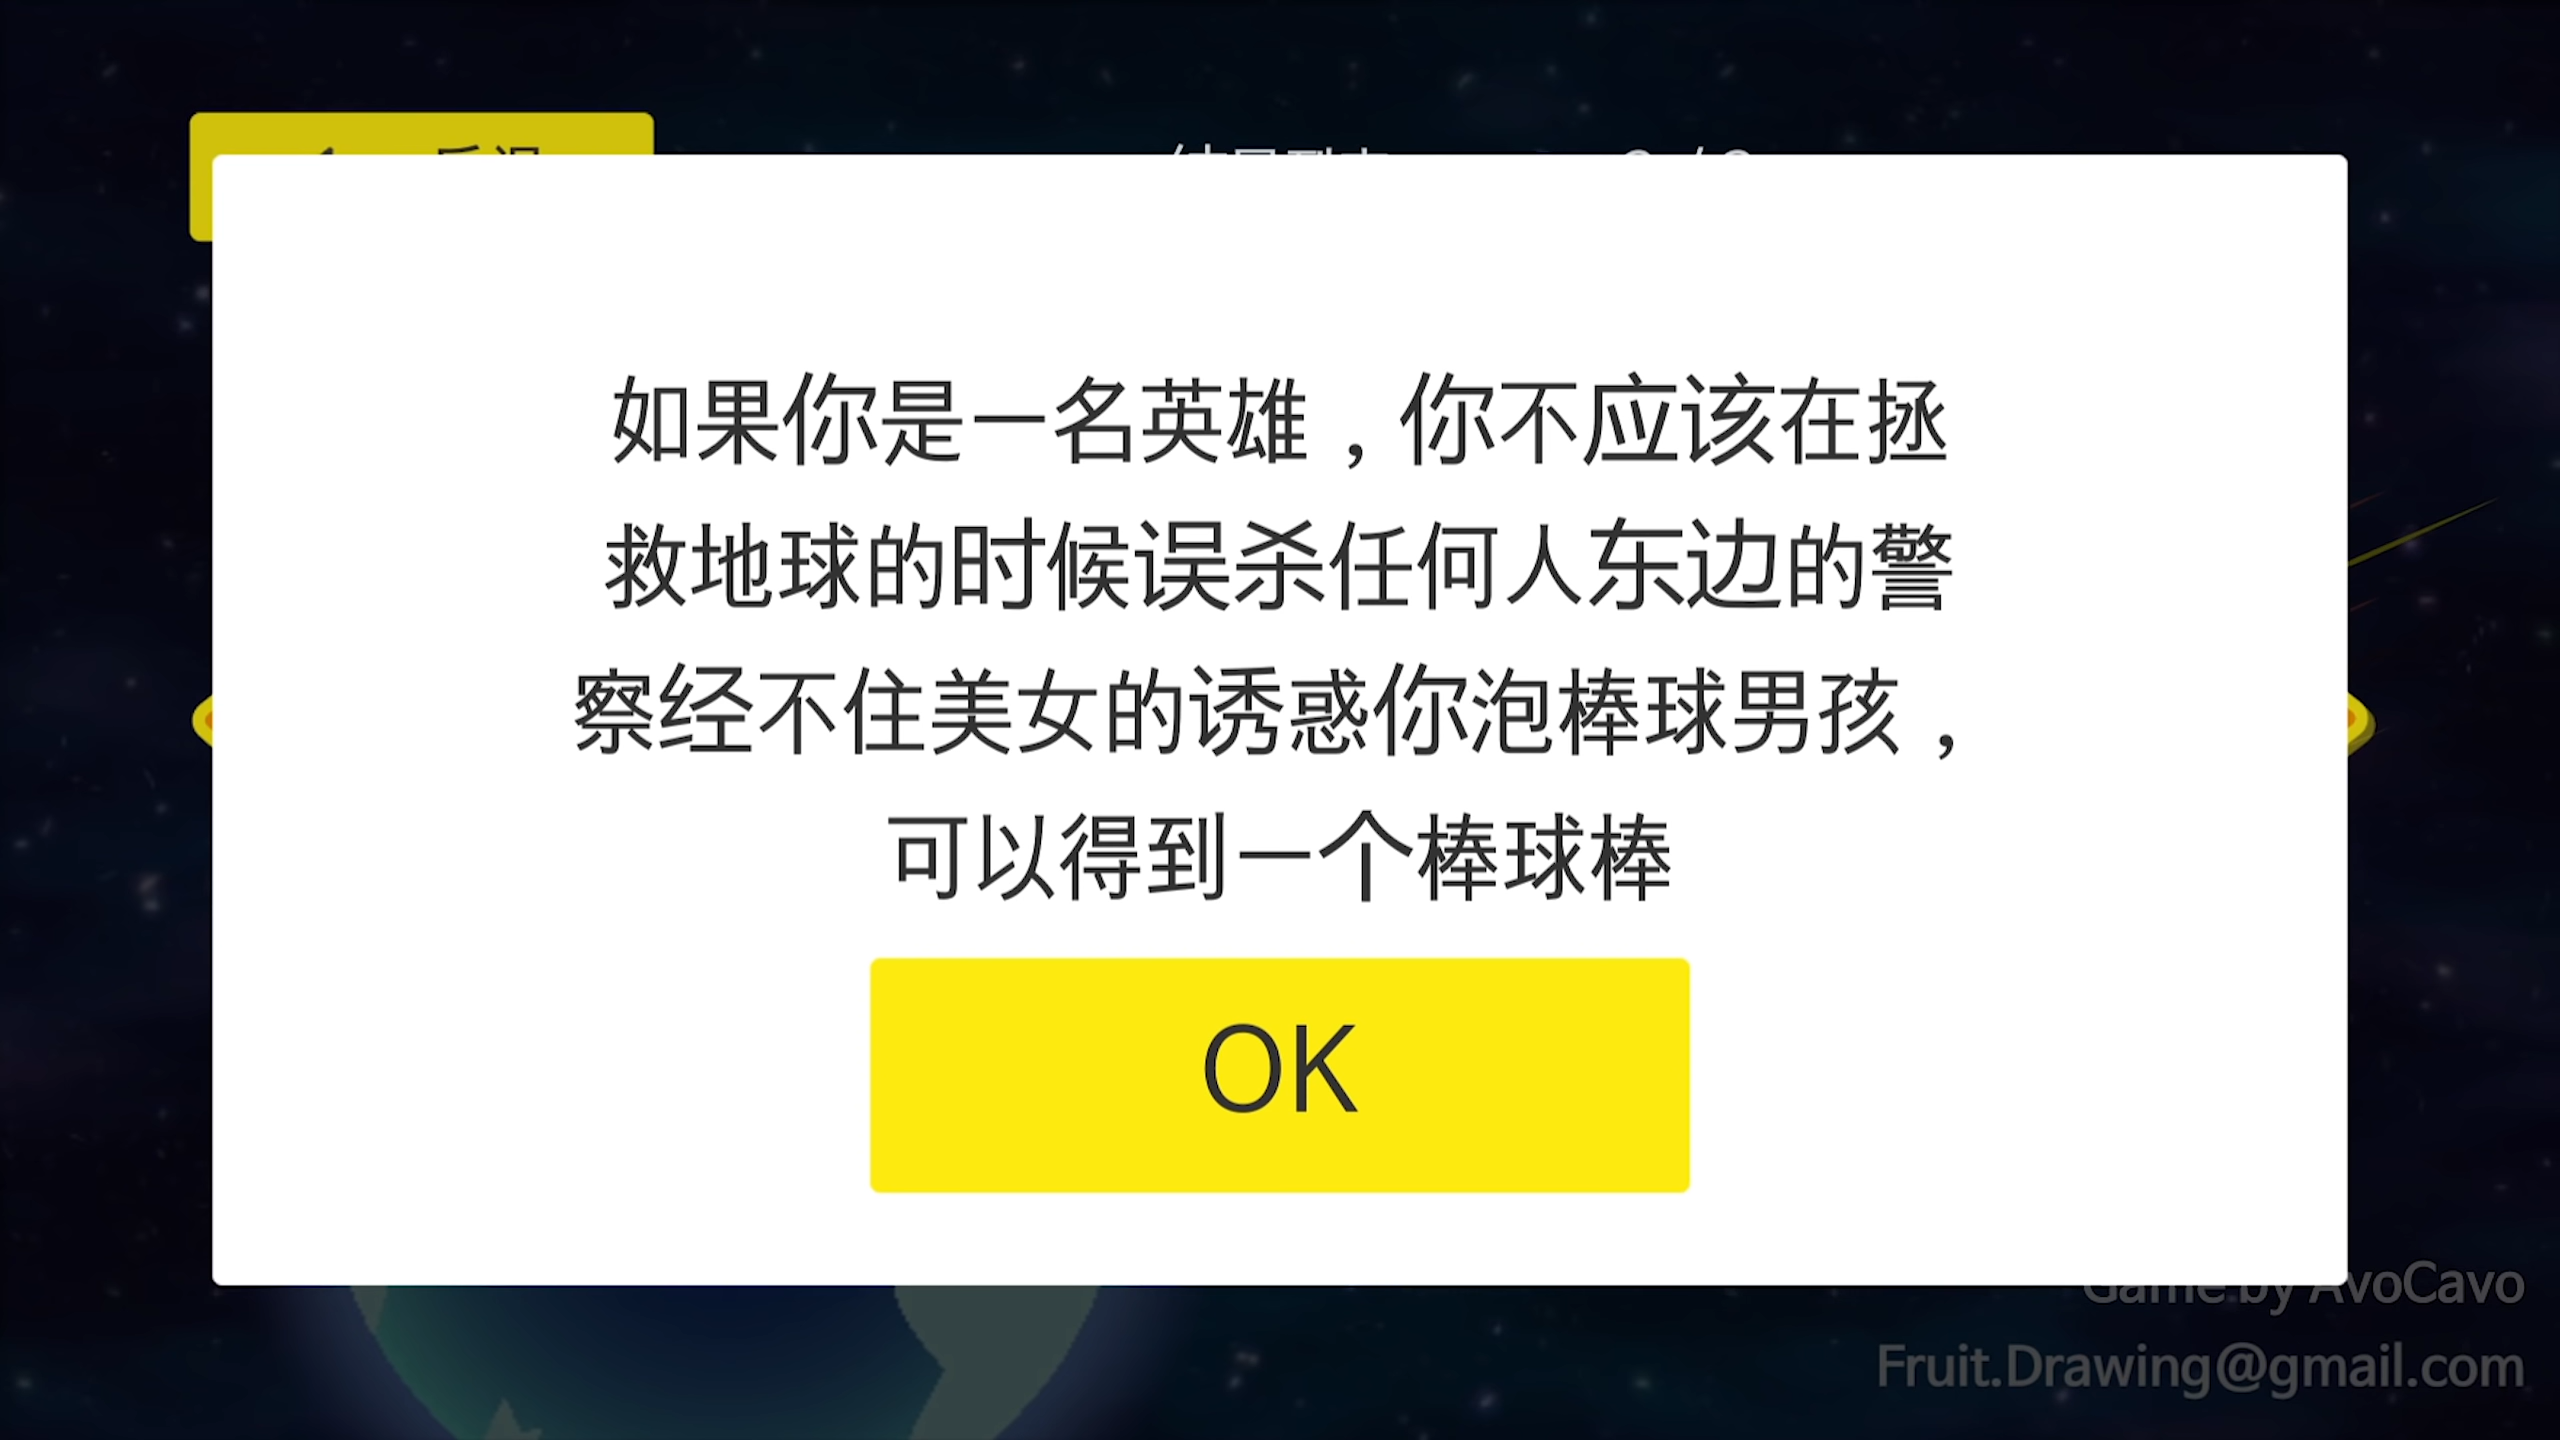 如果你是一名英雄，你不应该在拯
救地球的时候误杀任何人东边的警
察经不住美女的诱惑你泡棒球男孩，
可以得到一个棒球棒
OK
Game by AvoCavo
Fruit.Drawing@gmail.com